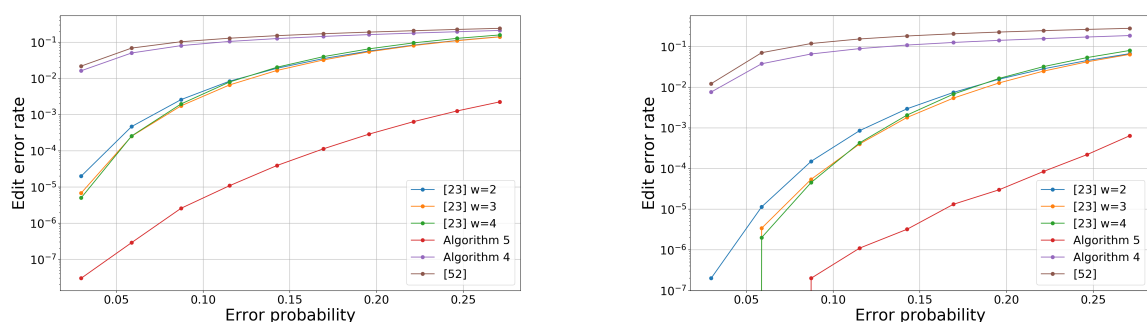 Edit error rate
10⁻¹
10⁻²
10⁻³
10⁻⁴
10⁻⁵
10⁻⁶
10⁻⁷
[23] w=2
[23] w=3
[23] w=4
Algorithm 5
Algorithm 4
[52]
0.05 0.10 0.15 0.20 0.25
Error probability
Edit error rate
10⁻¹
10⁻²
10⁻³
10⁻⁴
10⁻⁵
10⁻⁶
10⁻⁷
[23] w=2
[23] w=3
[23] w=4
Algorithm 5
Algorithm 4
[52]
0.05 0.10 0.15 0.20 0.25
Error probability